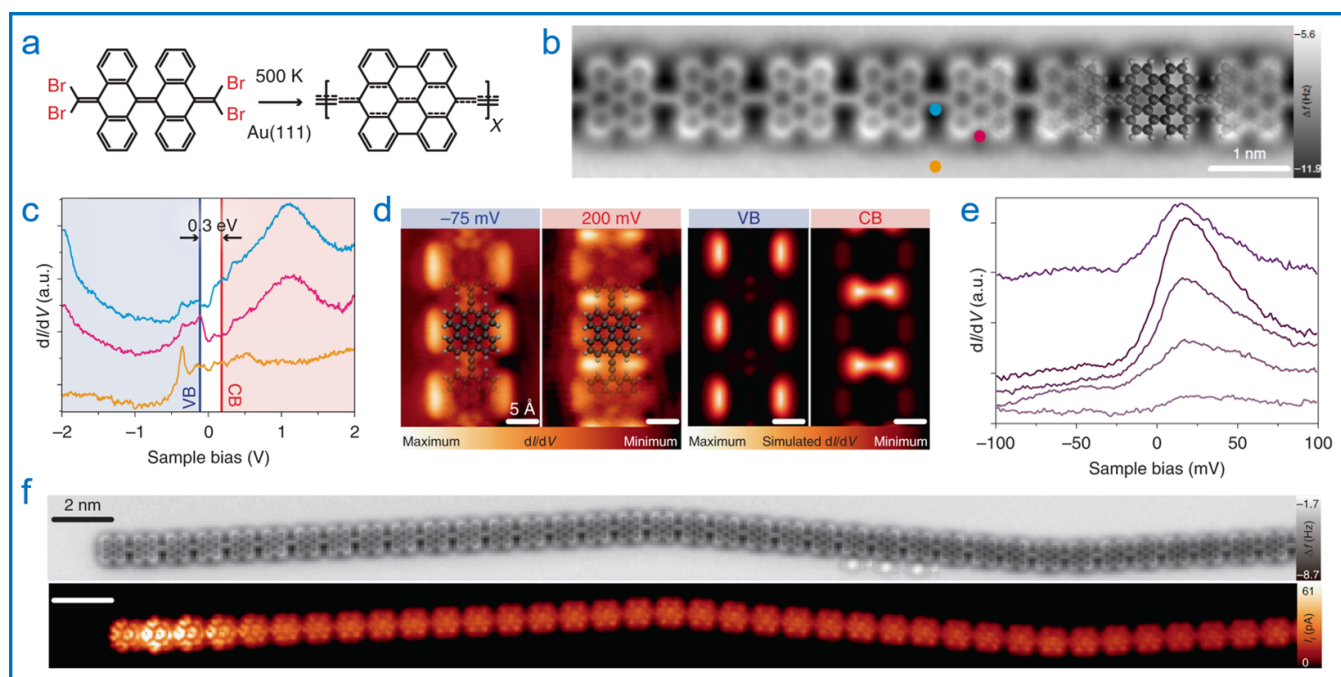 a
Br
Br
Br
Br
500 K
Au(111)
X
b
1 nm
−5.6
Δf (Hz)
−11.9
c
0.3 eV
dI/dV (a.u.)
VB
CB
−2
−1
0
1
2
Sample bias (V)
d
−75 mV
200 mV
VB
CB
5 Å
Maximum
dI/dV
Minimum
Maximum
Simulated dI/dV
Minimum
e
dI/dV (a.u.)
−100
−50
0
50
100
Sample bias (mV)
f
2 nm
−1.7
Δf (Hz)
−8.7
61
(pA)
0